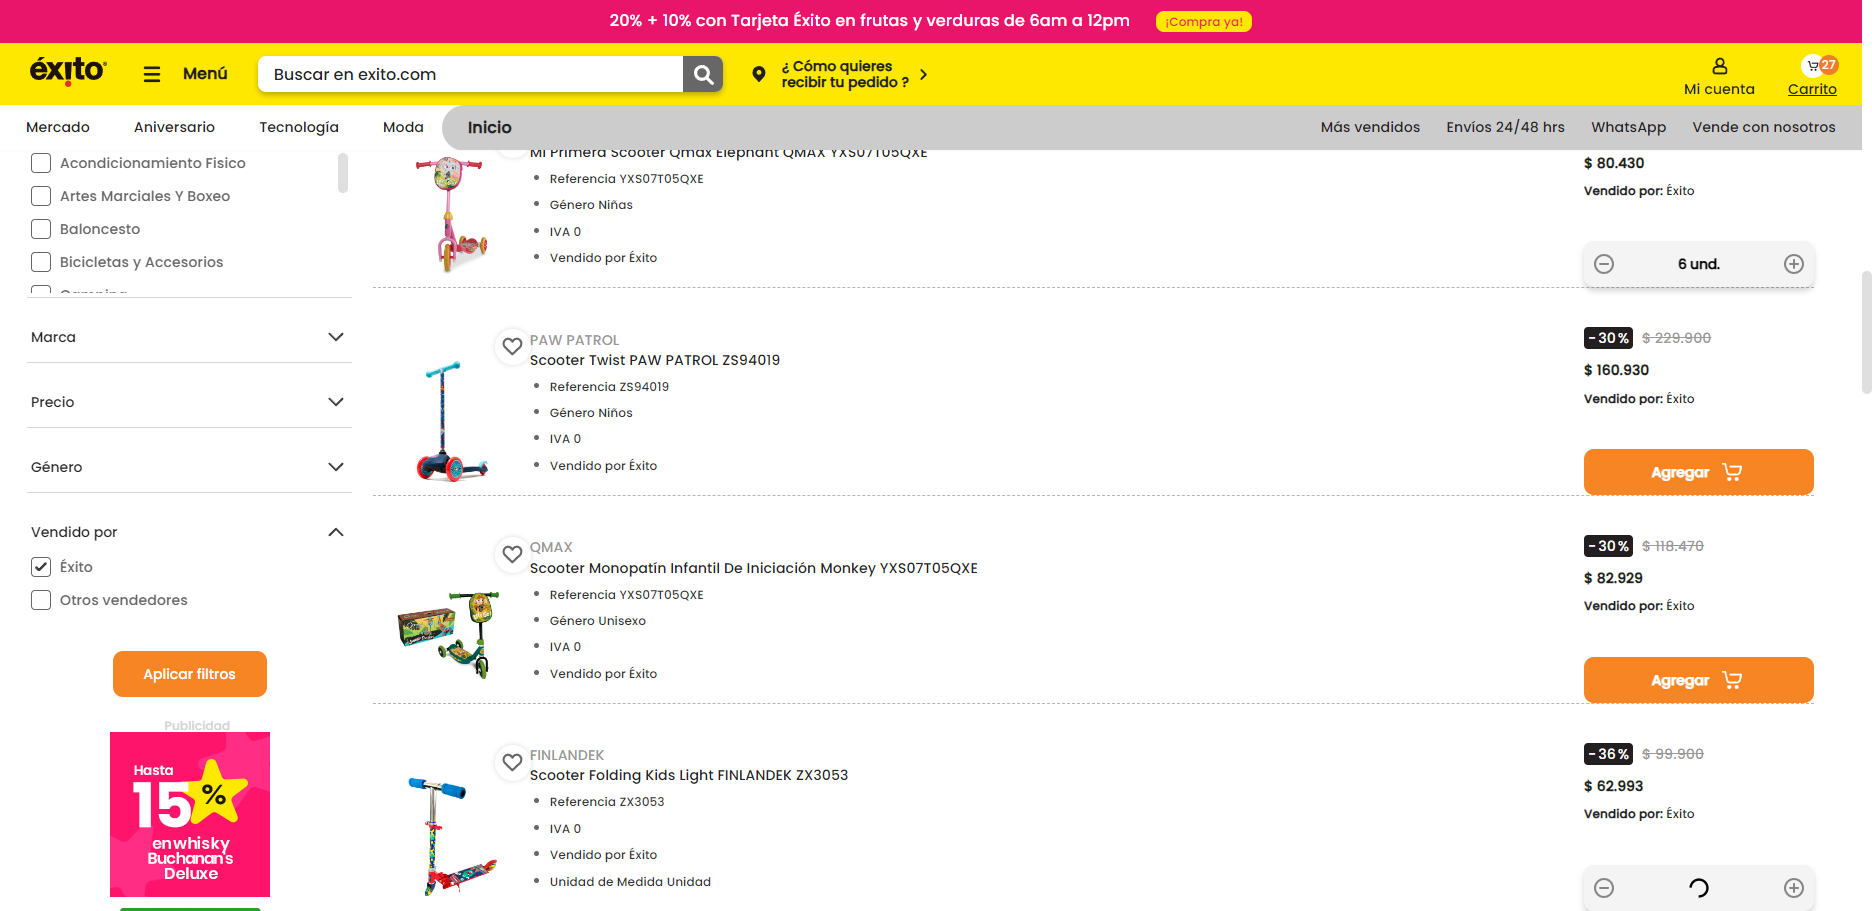 20% + 10% con Tarjeta Éxito en frutas y verduras de 6am a 12pm
¡Compra ya!
éxito
Menú
Buscar en exito.com
¿ Cómo quieres
recibir tu pedido ?
Mi cuenta
27
Carrito
Mercado
Aniversario
Tecnología
Moda
Inicio
Más vendidos
Envíos 24/48 hrs
WhatsApp
Vende con nosotros
Acondicionamiento Fisico
Artes Marciales Y Boxeo
Baloncesto
Bicicletas y Accesorios
Camping
Marca
Precio
Género
Vendido por
Éxito
Otros vendedores
Aplicar filtros
Publicidad
Hasta
15%
en whisky
Buchanan's
Deluxe
Mi Primera Scooter Qmax Elephant QMAX YXS07T05QXE
Referencia YXS07T05QXE
Género Niñas
IVA 0
Vendido por Éxito
$ 80.430
Vendido por: Éxito
6 und.
PAW PATROL
Scooter Twist PAW PATROL ZS94019
Referencia ZS94019
Género Niños
IVA 0
Vendido por Éxito
-30% $ 229.900
$ 160.930
Vendido por: Éxito
Agregar
QMAX
Scooter Monopatín Infantil De Iniciación Monkey YXS07T05QXE
Referencia YXS07T05QXE
Género Unisexo
IVA 0
Vendido por Éxito
-30% $ 118.470
$ 82.929
Vendido por: Éxito
Agregar
FINLANDEK
Scooter Folding Kids Light FINLANDEK ZX3053
Referencia ZX3053
IVA 0
Vendido por Éxito
Unidad de Medida Unidad
-36% $ 99.900
$ 62.993
Vendido por: Éxito